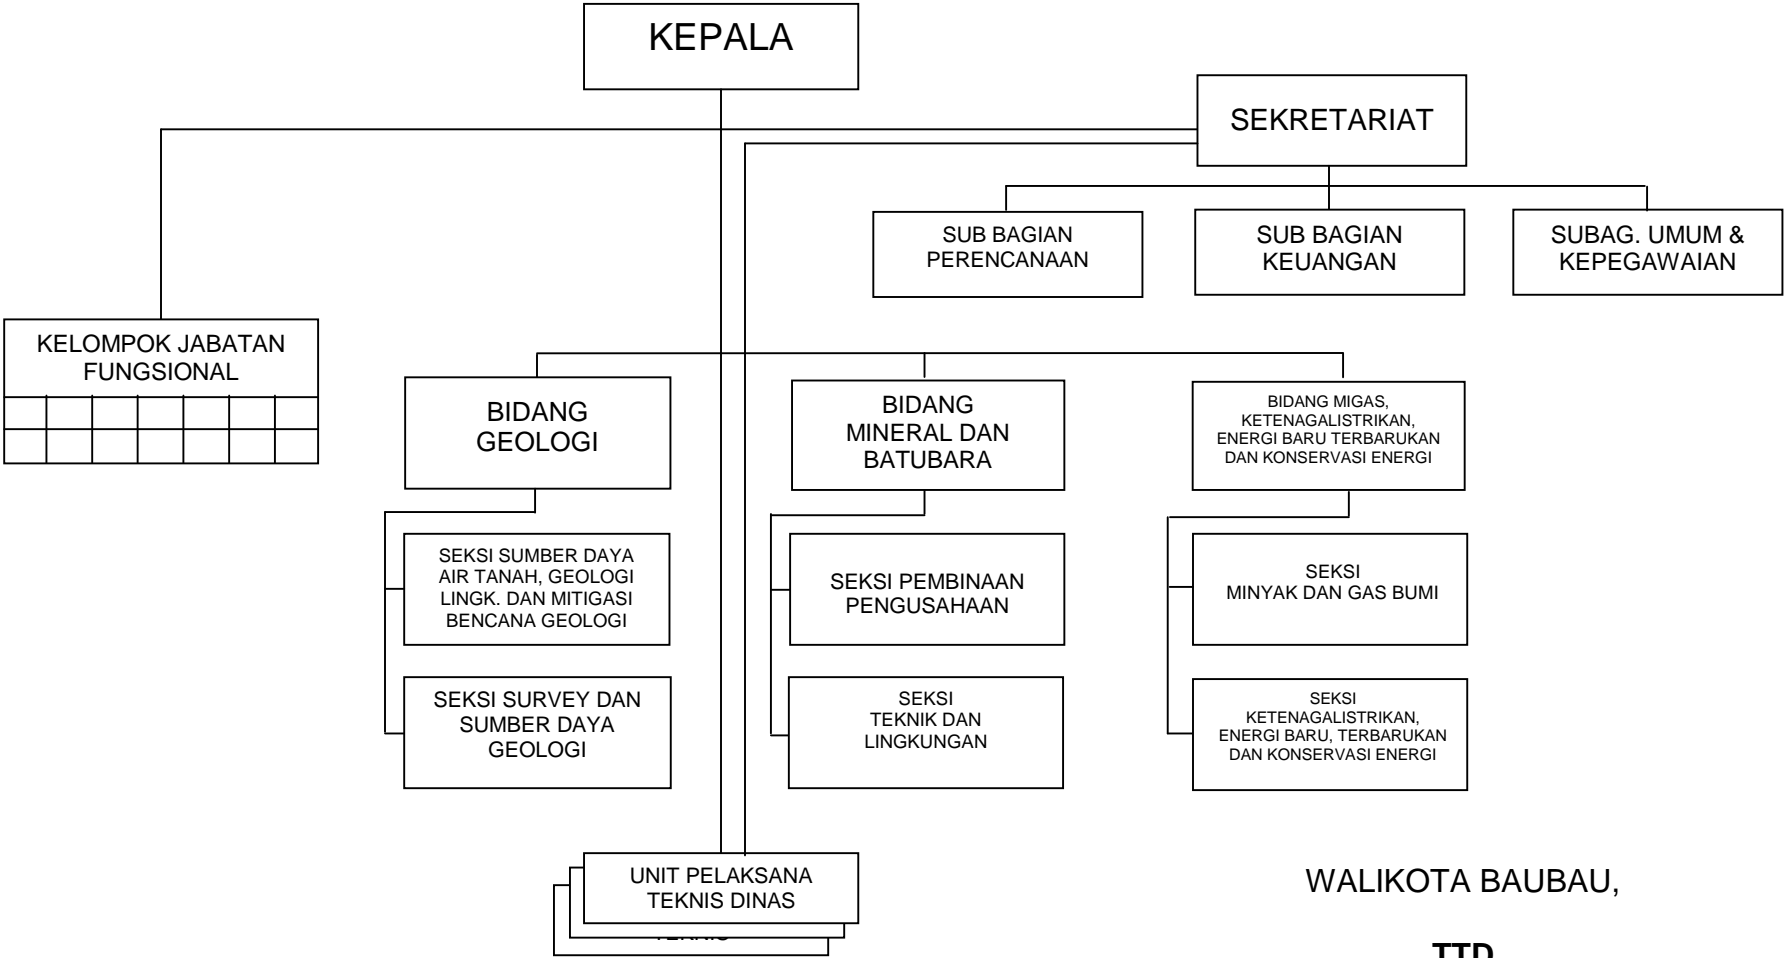 KEPALA
SEKRETARIAT
SUB BAGIAN
PERENCANAAN
SUB BAGIAN
KEUANGAN
SUBAG. UMUM &
KEPEGAWAIAN
KELOMPOK JABATAN
FUNGSIONAL
BIDANG
GEOLOGI
BIDANG
MINERAL DAN
BATUBARA
BIDANG MIGAS,
KETENAGALISTRIKAN,
ENERGI BARU TERBARUKAN
DAN KONSERVASI ENERGI
SEKSI SUMBER DAYA
AIR TANAH, GEOLOGI
LINGK. DAN MITIGASI
BENCANA GEOLOGI
SEKSI PEMBINAAN
PENGUSAHAAN
SEKSI
MINYAK DAN GAS BUMI
SEKSI SURVEY DAN
SUMBER DAYA
GEOLOGI
SEKSI
TEKNIK DAN
LINGKUNGAN
SEKSI
KETENAGALISTRIKAN,
ENERGI BARU, TERBARUKAN
DAN KONSERVASI ENERGI
UNIT PELAKSANA
TEKNIS DINAS
WALIKOTA BAUBAU,
TTD